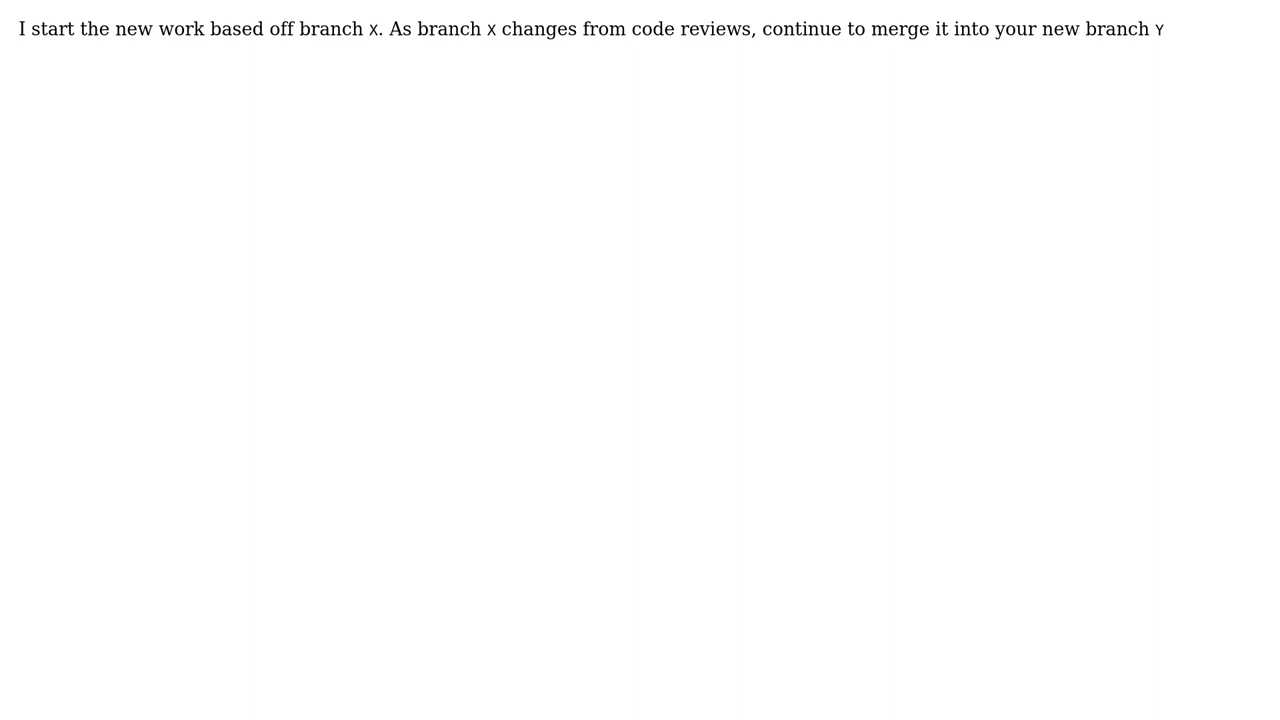 I start the new work based off branch X. As branch X changes from code reviews, continue to merge it into your new branch Y